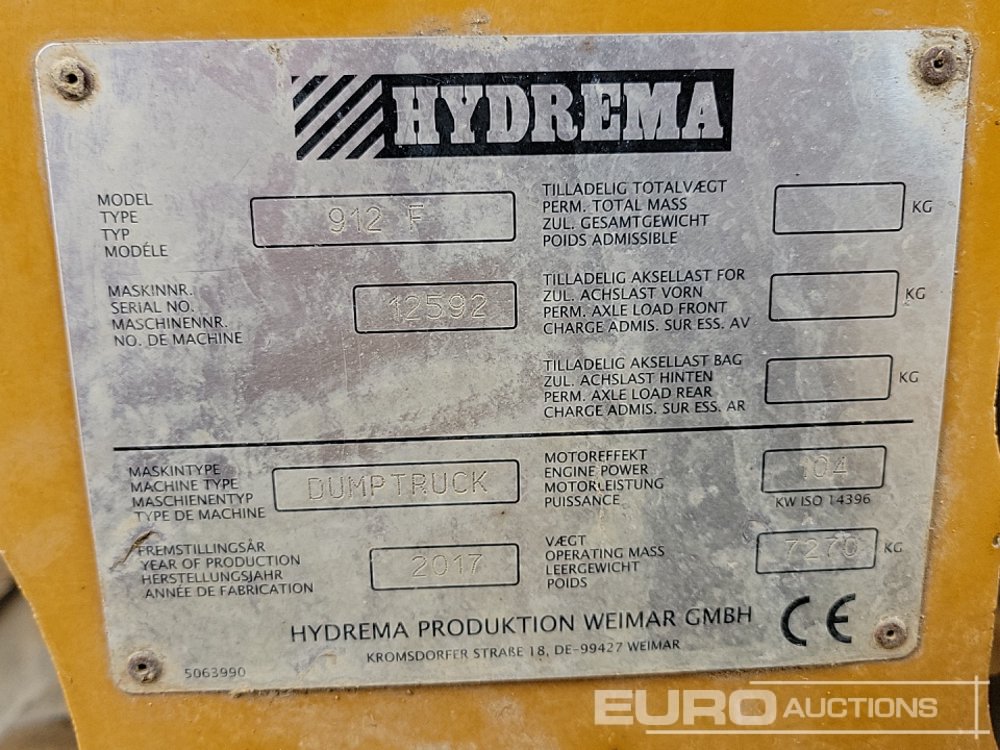 HYDREMA
MODEL
TYPE
TYP
MODÉLE
912 F
MASKINNR.
SERIAL NO.
MASCHINENNR.
NO. DE MACHINE
12592
TILLADELIG TOTALVÆGT
PERM. TOTAL MASS
ZUL. GESAMTGEWICHT
POIDS ADMISSIBLE
KG
TILLADELIG AKSELLAST FOR
ZUL. ACHSLAST VORN
PERM. AXLE LOAD FRONT
CHARGE ADMIS. SUR ESS. AV
KG
TILLADELIG AKSELLAST BAG
ZUL. ACHSLAST HINTEN
PERM. AXLE LOAD REAR
CHARGE ADMIS. SUR ESS. AR
KG
MASKINTYPE
MACHINE TYPE
MASCHIENENTYP
TYPE DE MACHINE
DUMPTRUCK
MOTOREFFEKT
ENGINE POWER
MOTORLEISTUNG
PUISSANCE
104
KW ISO 14396
FREMSTILLINGSÅR
YEAR OF PRODUCTION
HERSTELLUNGSJAHR
ANNÉE DE FABRICATION
2017
VÆGT
OPERATING MASS
LEERGEWICHT
POIDS
7270
KG
HYDREMA PRODUKTION WEIMAR GMBH
KROMSDORFER STRAßE 18, DE-99427 WEIMAR
CE
5063990
EURO AUCTIONS